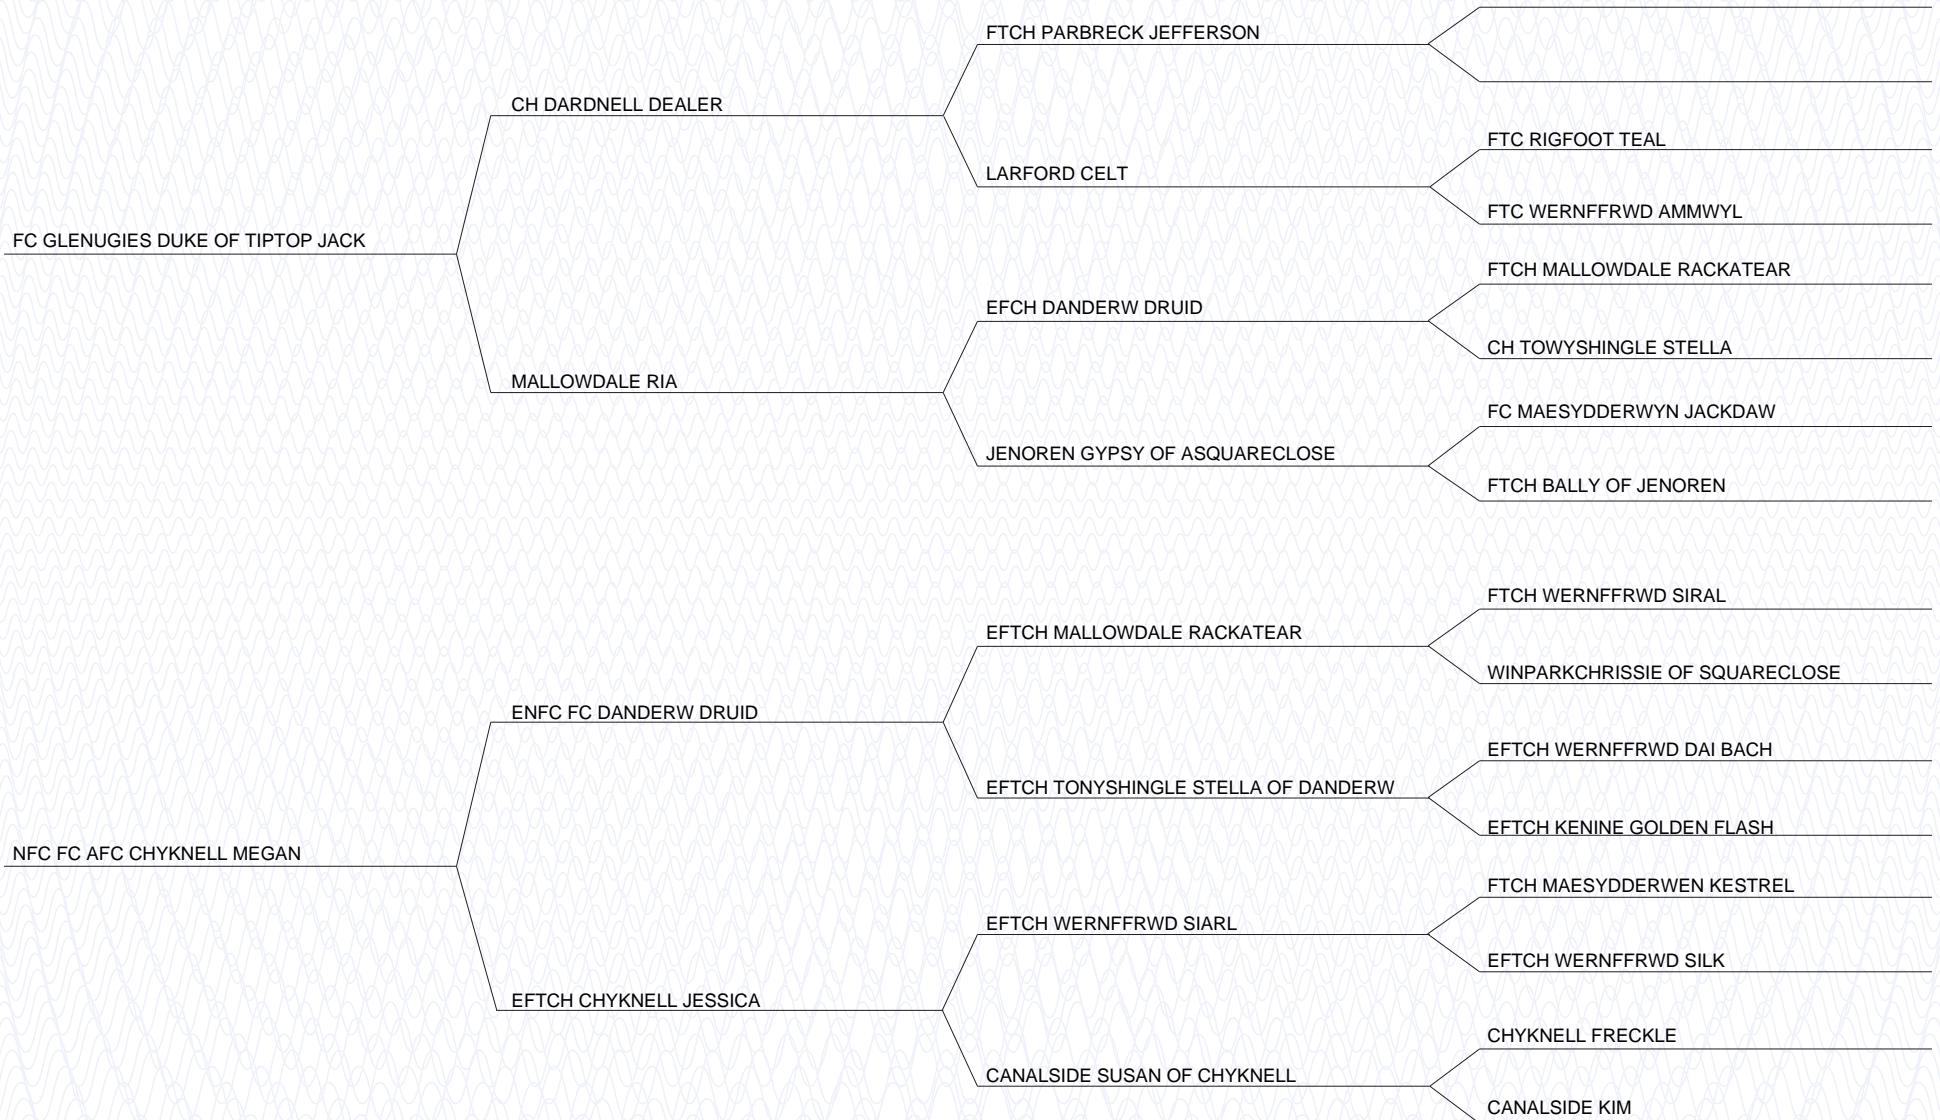 FTCH PARBRECK JEFFERSON
CH DARDNELL DEALER
FTC RIGFOOT TEAL
LARFORD CELT
FTC WERNFFRWD AMMWYL
FC GLENUGIES DUKE OF TIPTOP JACK
FTCH MALLOWDALE RACKATEAR
EFCH DANDERW DRUID
CH TOWYSHINGLE STELLA
MALLOWDALE RIA
FC MAESYDDERWYN JACKDAW
JENOREN GYPSY OF ASQUARECLOSE
FTCH BALLY OF JENOREN
FTCH WERNFFRWD SIRAL
EFTCH MALLOWDALE RACKATEAR
WINPARKCHRISSIE OF SQUARECLOSE
ENFC FC DANDERW DRUID
EFTCH WERNFFRWD DAI BACH
EFTCH TONYSHINGLE STELLA OF DANDERW
EFTCH KENINE GOLDEN FLASH
NFC FC AFC CHYKNELL MEGAN
FTCH MAESYDDERWEN KESTREL
EFTCH WERNFFRWD SIARL
EFTCH WERNFFRWD SILK
EFTCH CHYKNELL JESSICA
CHYKNELL FRECKLE
CANALSIDE SUSAN OF CHYKNELL
CANALSIDE KIM